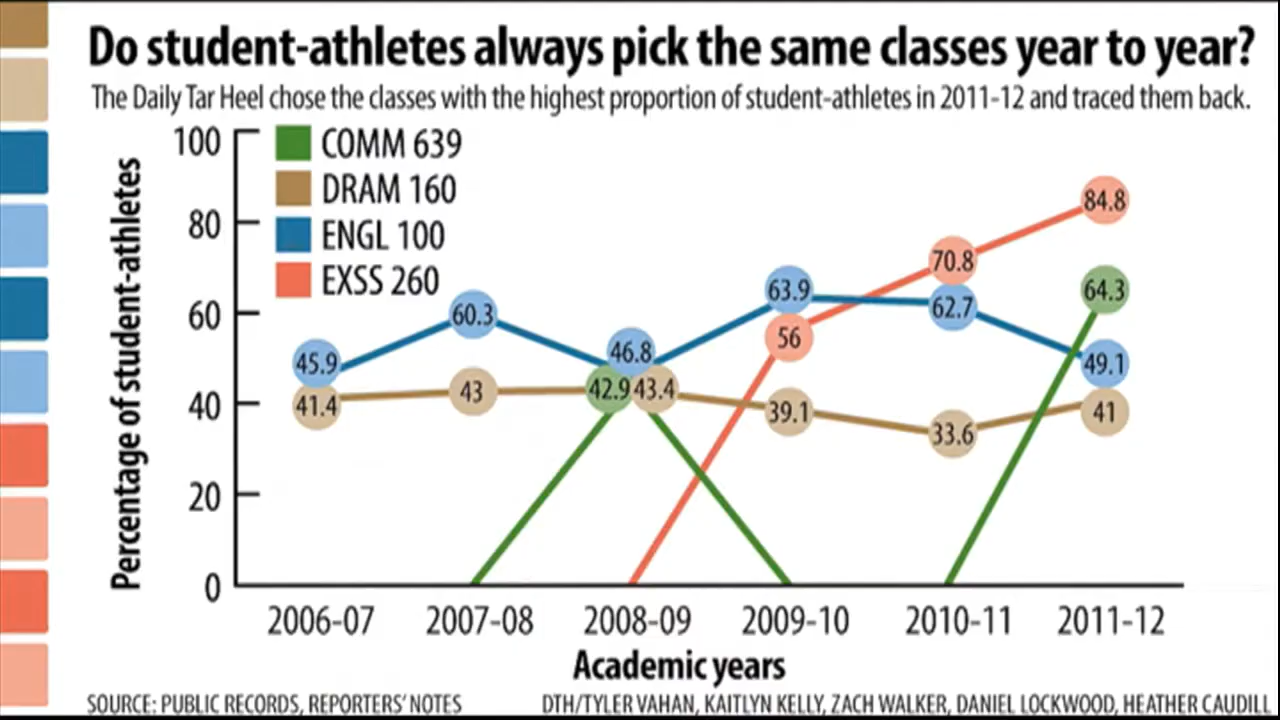 Do student-athletes always pick the same classes year to year?
The Daily Tar Heel chose the classes with the highest proportion of student-athletes in 2011-12 and traced them back.
Percentage of student-athletes
100
80
60
40
20
0
COMM 639
DRAM 160
ENGL 100
EXSS 260
84.8
70.8
64.3
63.9
60.3
62.7
56
46.8
45.9
49.1
41.4
43
42.9
43.4
39.1
33.6
41
2006-07 2007-08 2008-09 2009-10 2010-11 2011-12
Academic years
SOURCE: PUBLIC RECORDS, REPORTERS' NOTES
DTH/TYLER VAHAN, KAITLYN KELLY, ZACH WALKER, DANIEL LOCKWOOD, HEATHER CAUDILL